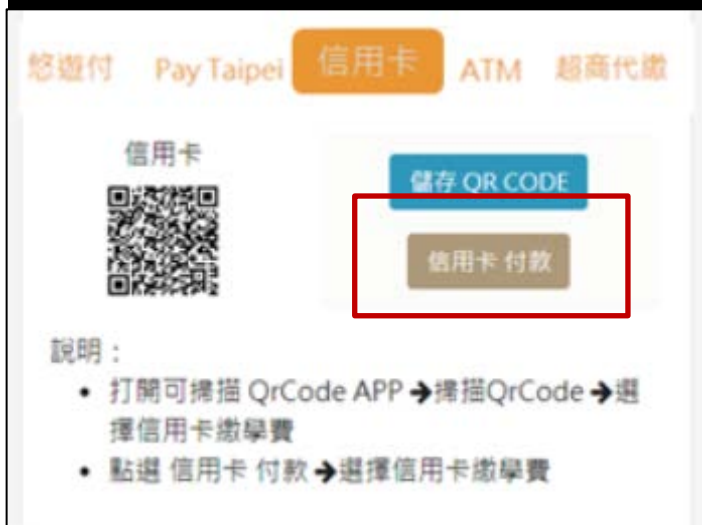 悠遊付 Pay Taipei 信用卡 ATM 超商代繳
信用卡
儲存 QR CODE
信用卡 付款
說明：
• 打開可掃描 QrCode APP ➔掃描QrCode ➔選
擇信用卡繳學費
• 點選 信用卡 付款 ➔選擇信用卡繳學費